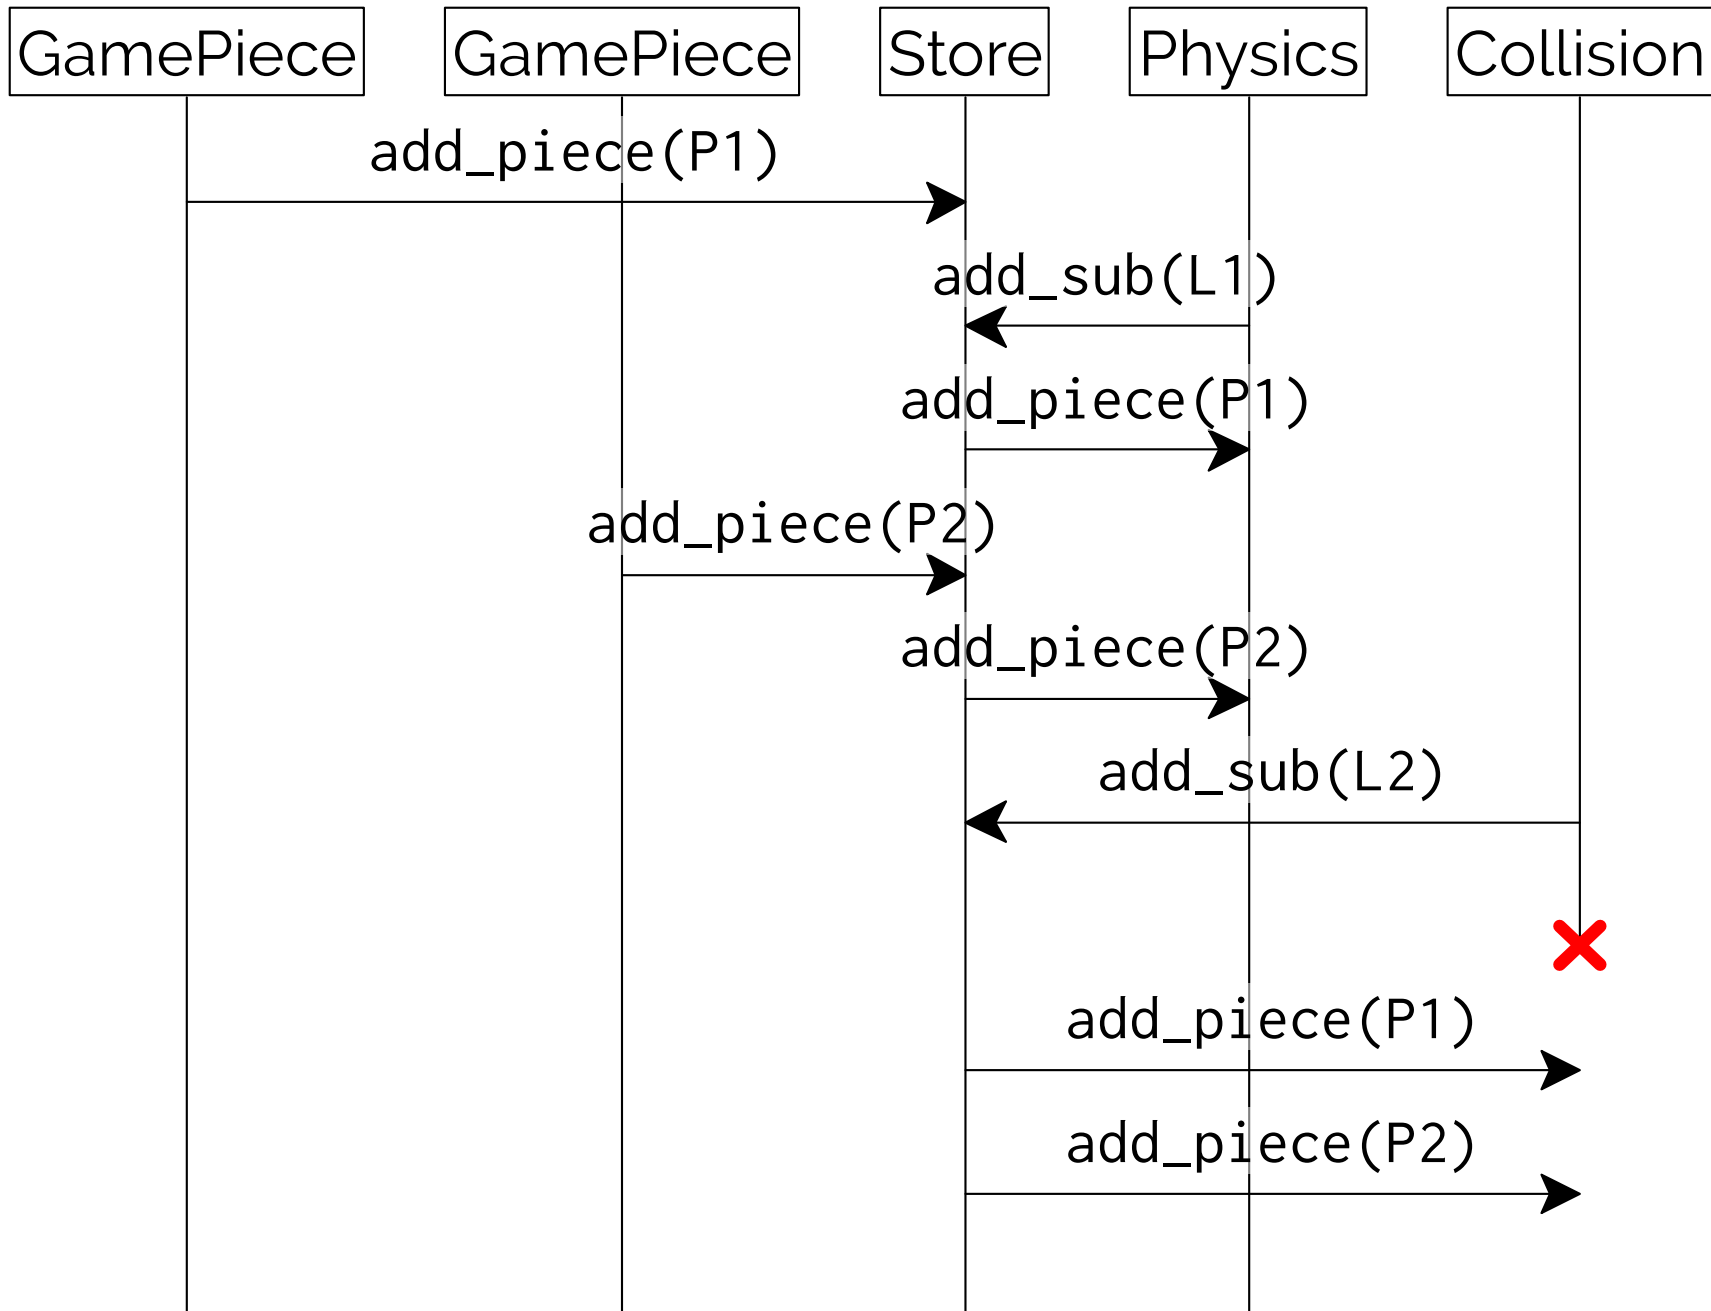 GamePiece
GamePiece
Store
Physics
Collision
add_piece(P1)
add_sub(L1)
add_piece(P1)
add_piece(P2)
add_piece(P2)
add_sub(L2)
add_piece(P1)
add_piece(P2)